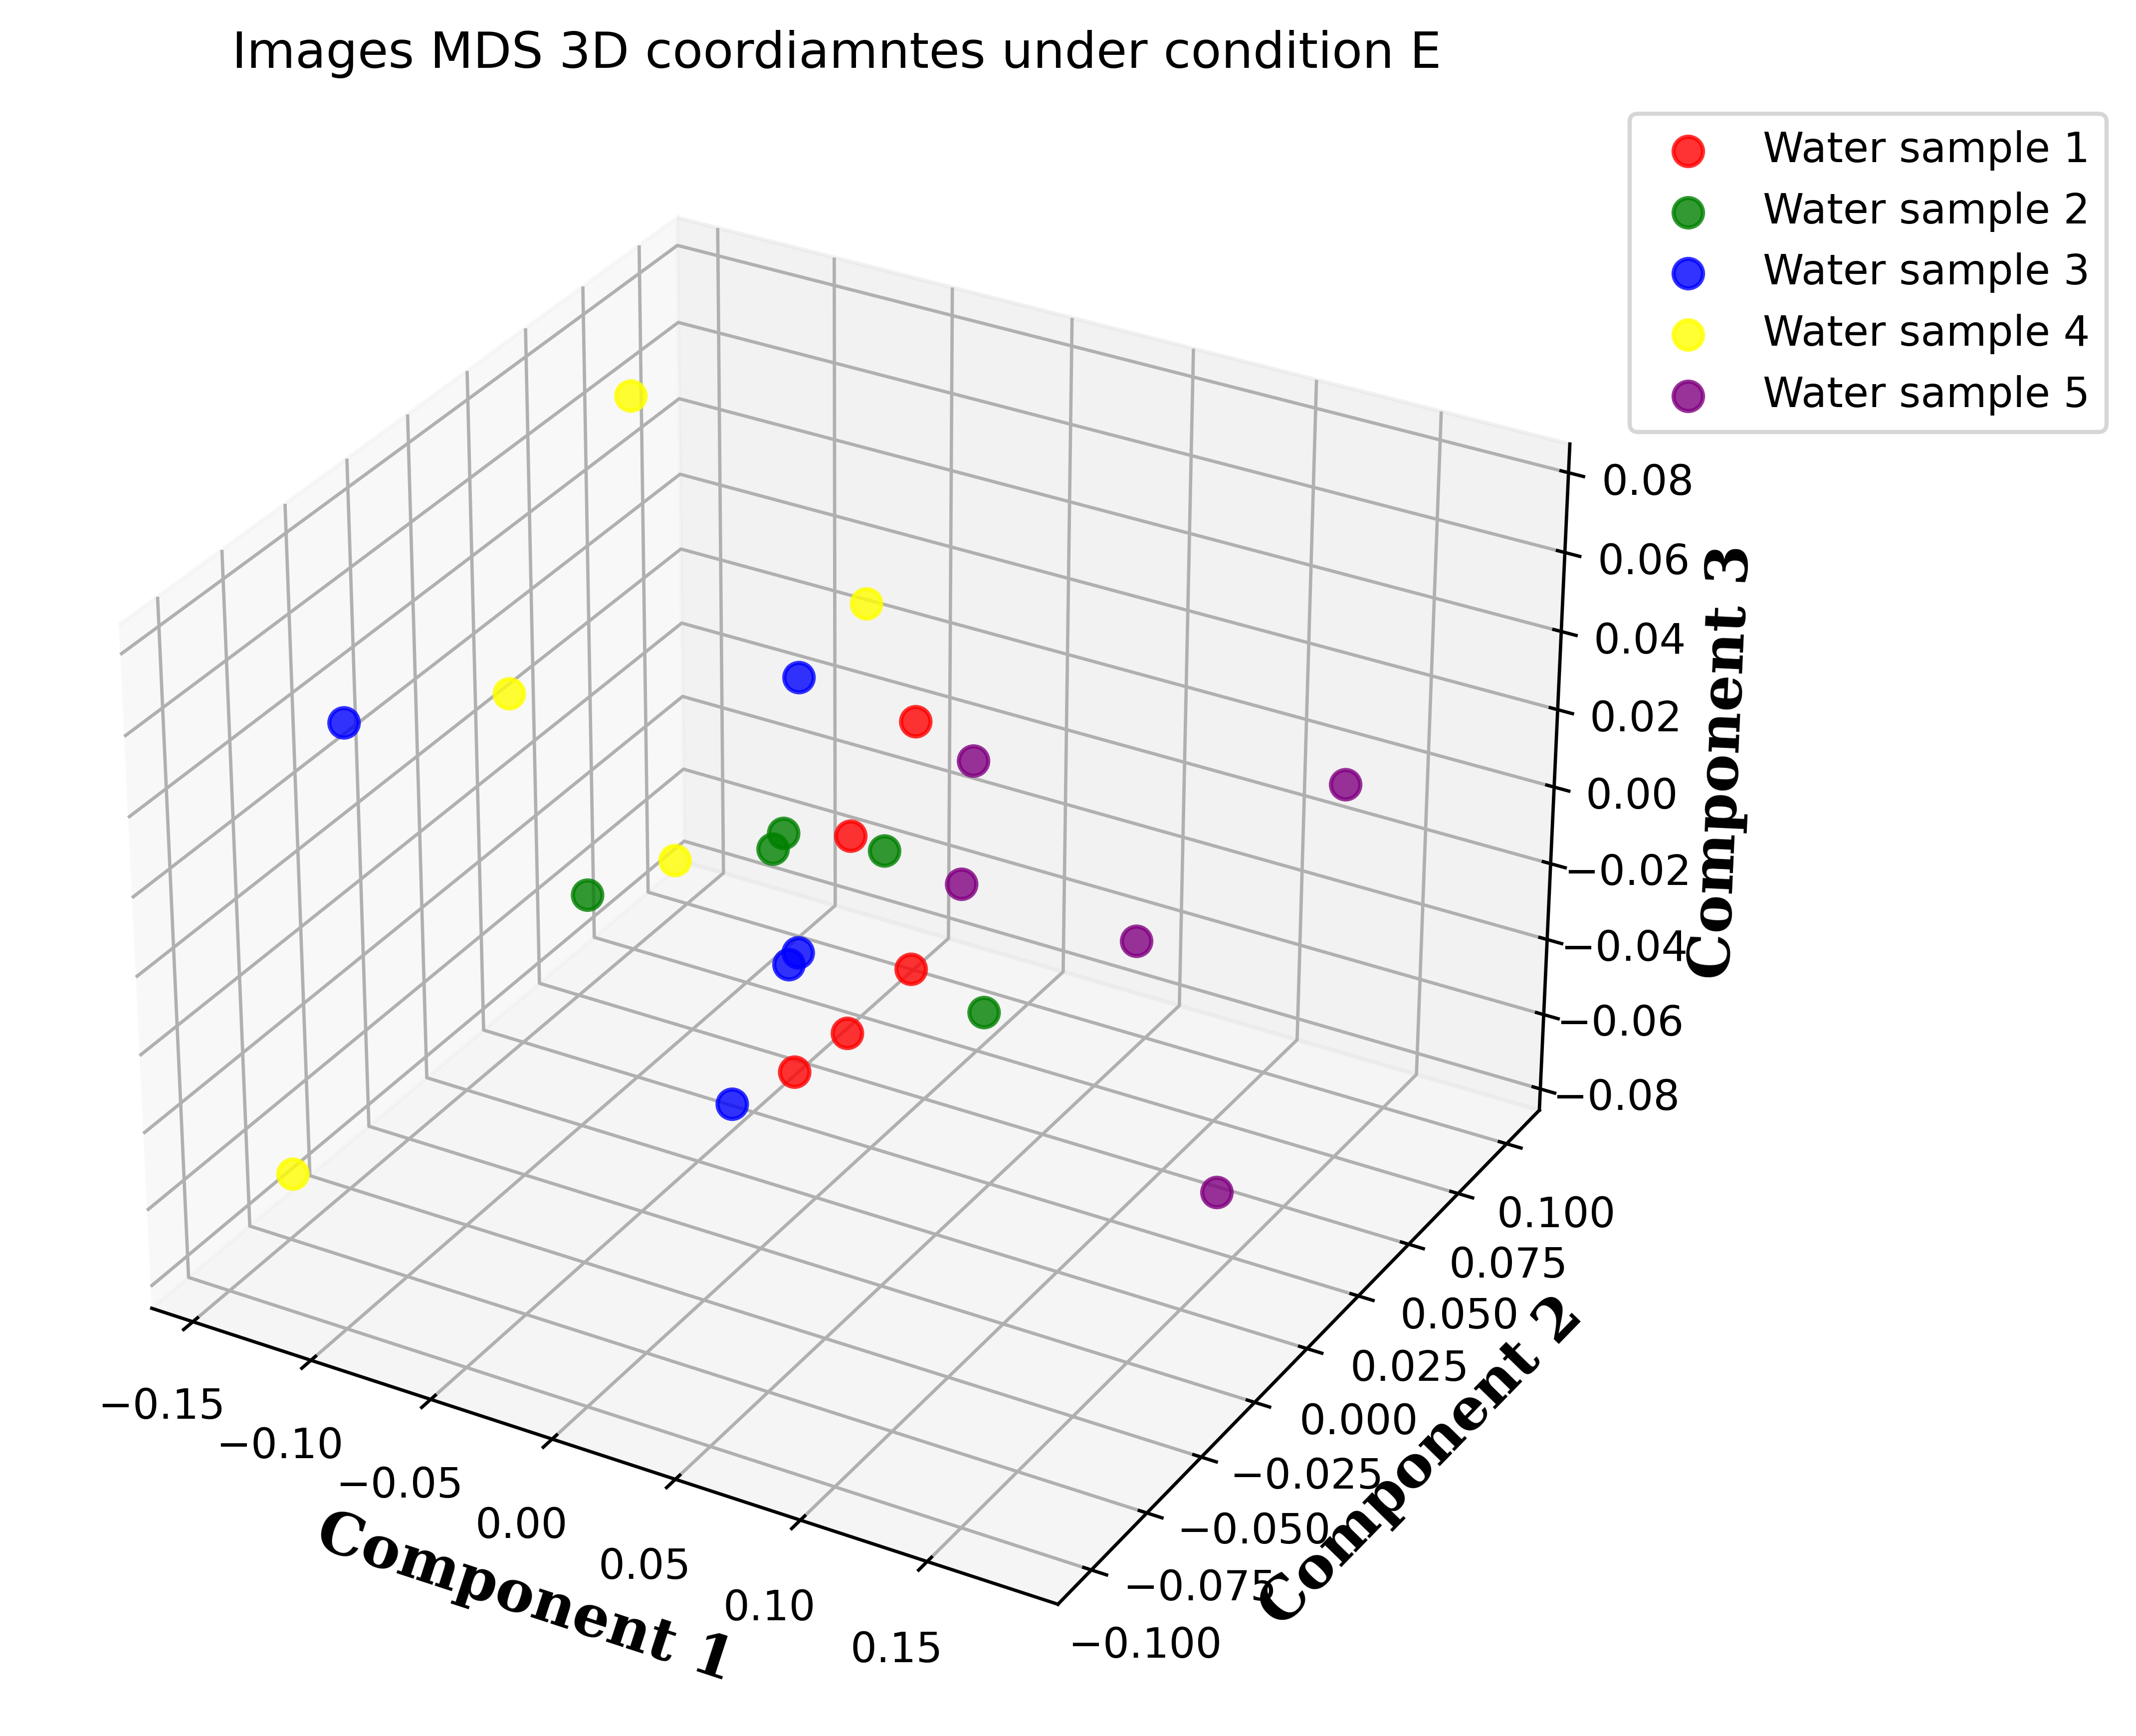 Images MDS 3D coordiamntes under condition E
Water sample 1
Water sample 2
Water sample 3
Water sample 4
Water sample 5
0.08
0.06
0.04
0.02
0.00
−0.02
−0.04
−0.06
−0.08
Component 3
0.100
0.075
0.050
0.025
0.000
−0.025
−0.050
−0.075
−0.100
Component 2
−0.15
−0.10
−0.05
0.00
0.05
0.10
0.15
Component 1